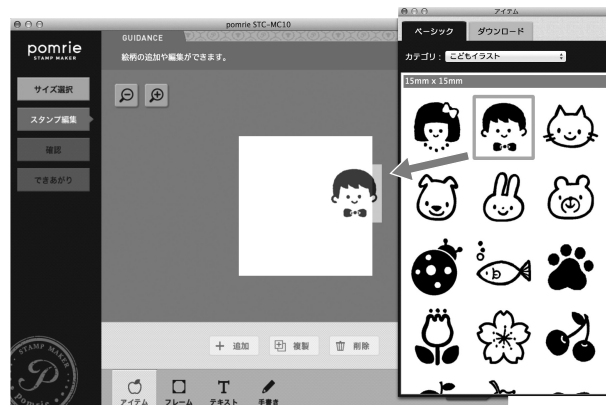 pomrie STC-MC10
pomrie
STAMP MAKER
GUIDANCE
絵柄の追加や編集ができます。
サイズ選択
スタンプ編集
確認
できあがり
追加
複製
削除
アイテム
フレーム
テキスト
手書き
STAMP MAKER
P
pomrie
アイテム
ベーシック
ダウンロード
カテゴリ：
こどもイラスト
15mm x 15mm